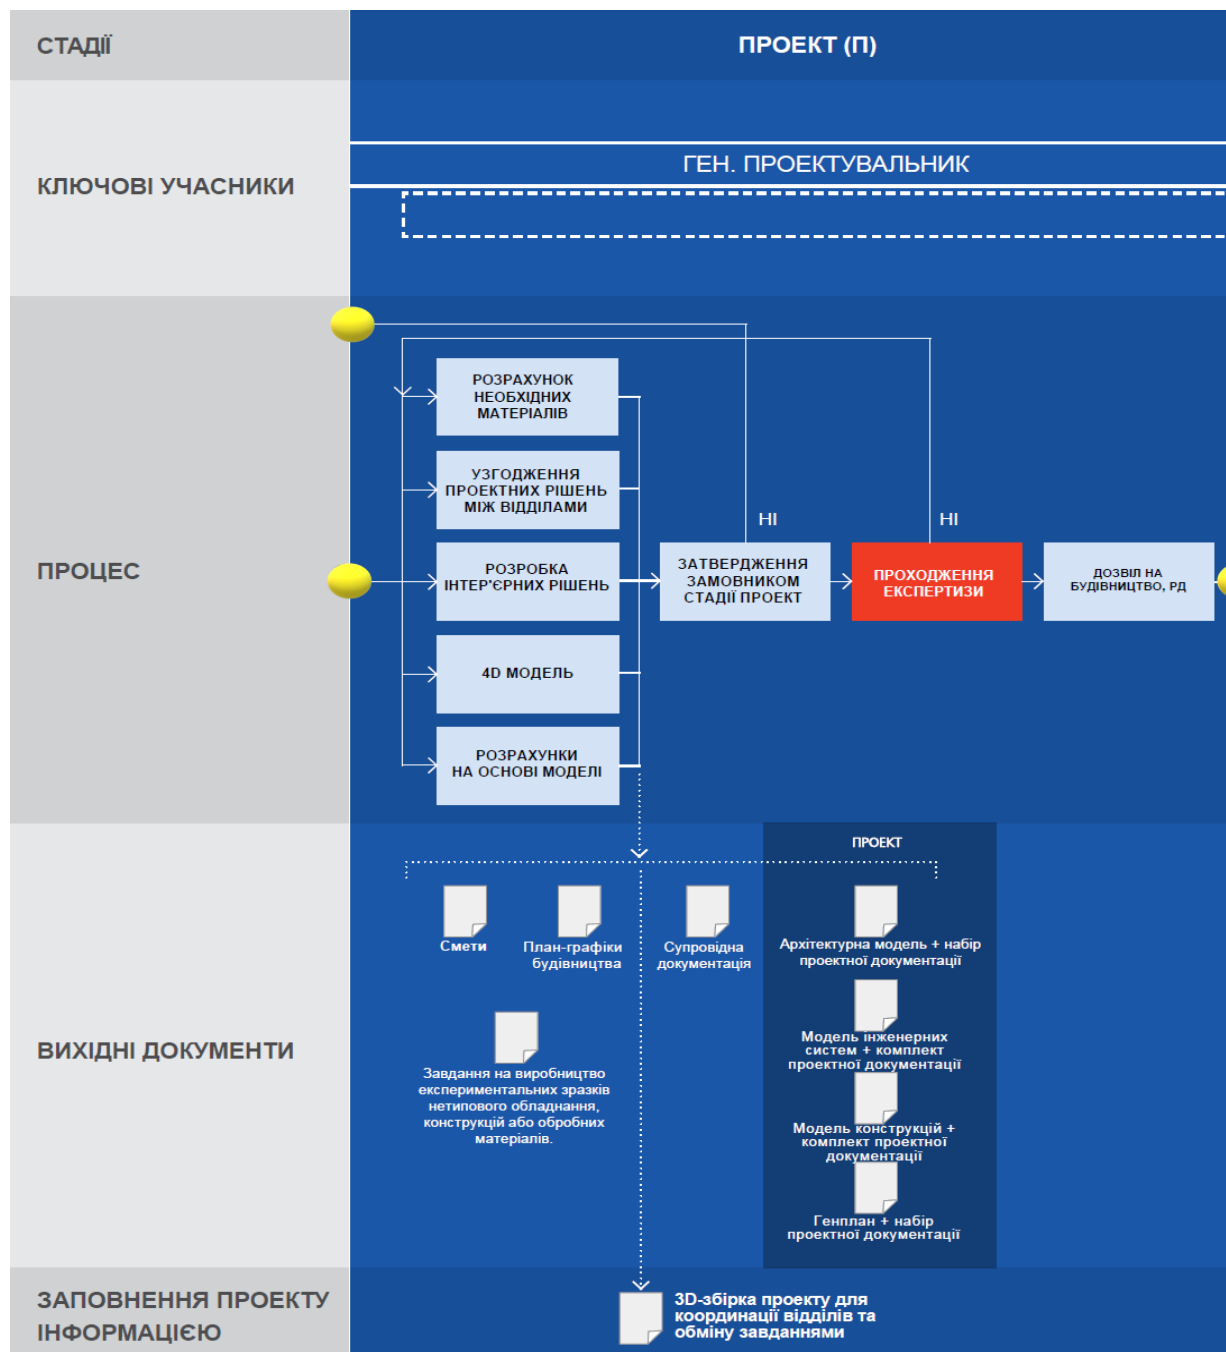 СТАДІЇ
ПРОЕКТ (П)
КЛЮЧОВІ УЧАСНИКИ
ГЕН. ПРОЕКТУВАЛЬНИК
ПРОЦЕС
РОЗРАХУНОК
НЕОБХІДНИХ
МАТЕРІАЛІВ
УЗГОДЖЕННЯ
ПРОЕКТНИХ РІШЕНЬ
МІЖ ВІДДІЛАМИ
РОЗРОБКА
ІНТЕР'ЄРНИХ РІШЕНЬ
4D МОДЕЛЬ
РОЗРАХУНКИ
НА ОСНОВІ МОДЕЛІ
НІ
НІ
ЗАТВЕРДЖЕННЯ
ЗАМОВНИКОМ
СТАДІЇ ПРОЕКТ
ПРОХОДЖЕННЯ
ЕКСПЕРТИЗИ
ДОЗВІЛ НА
БУДІВНИЦТВО, РД
ВИХІДНІ ДОКУМЕНТИ
ПРОЕКТ
Смети
План-графіки
будівництва
Супровідна
документація
Архітектурна модель + набір
проектної документації
Завдання на виробництво
експериментальних зразків
нетипового обладнання,
конструкцій або обробних
матеріалів.
Модель інженерних
систем + комплект
проектної документації
Модель конструкцій +
комплект проектної
документації
Генплан + набір
проектної документації
ЗАПОВНЕННЯ ПРОЕКТУ
ІНФОРМАЦІЄЮ
3D-збірка проекту для
координації відділів та
обміну завданнями